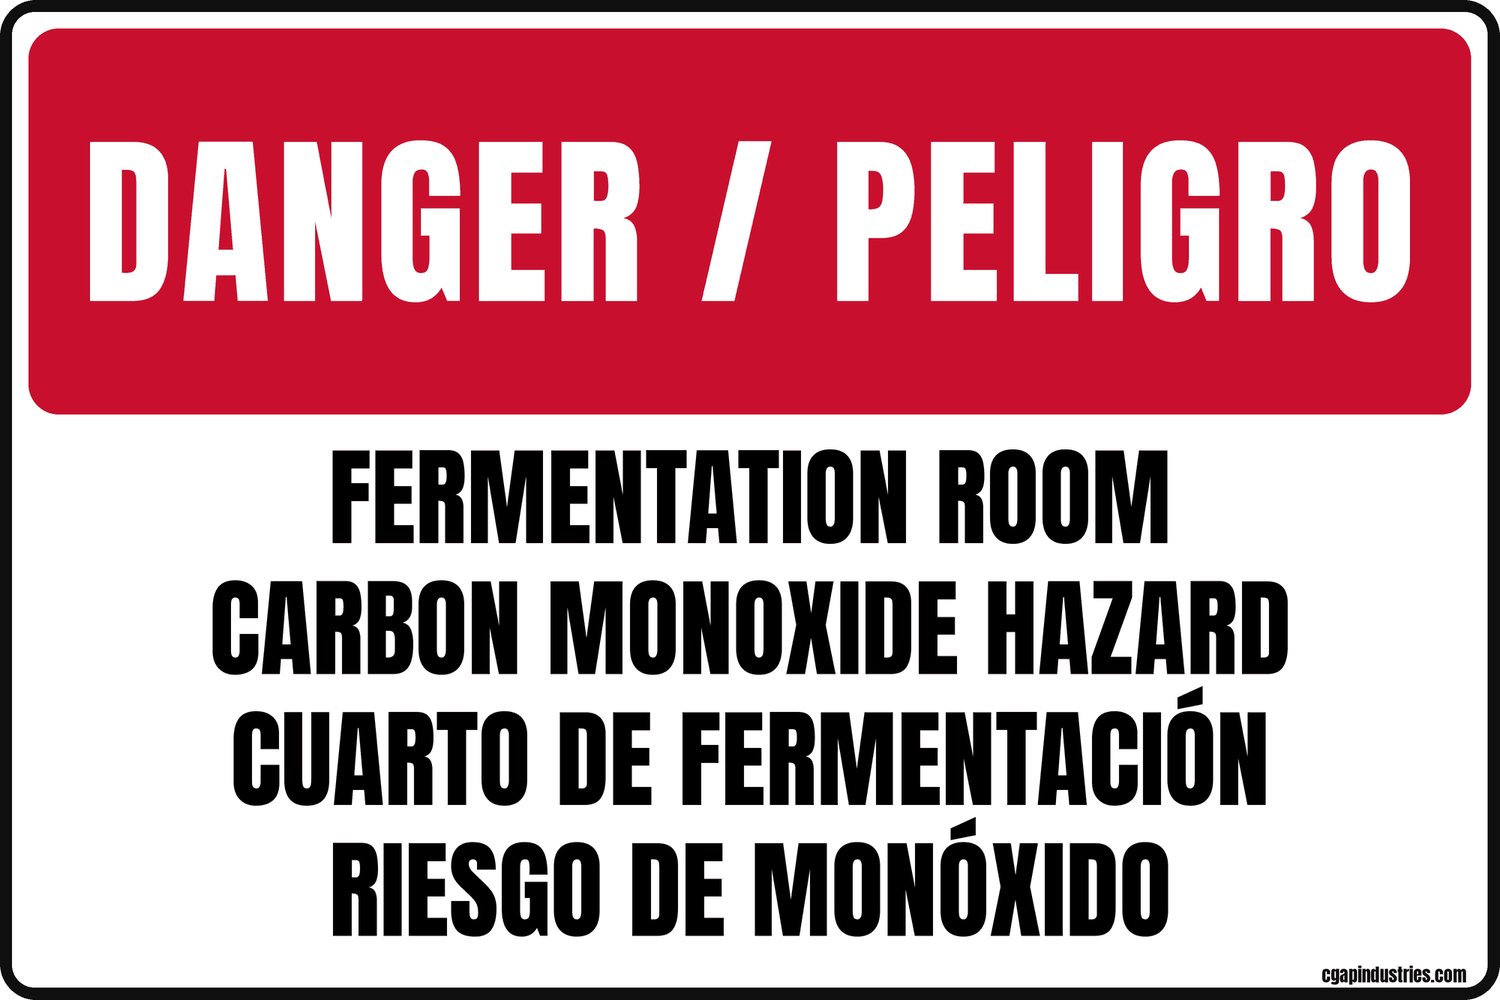 DANGER / PELIGRO
FERMENTATION ROOM
CARBON MONOXIDE HAZARD
CUARTO DE FERMENTACIÓN
RIESGO DE MONÓXIDO
cgapindustries.com